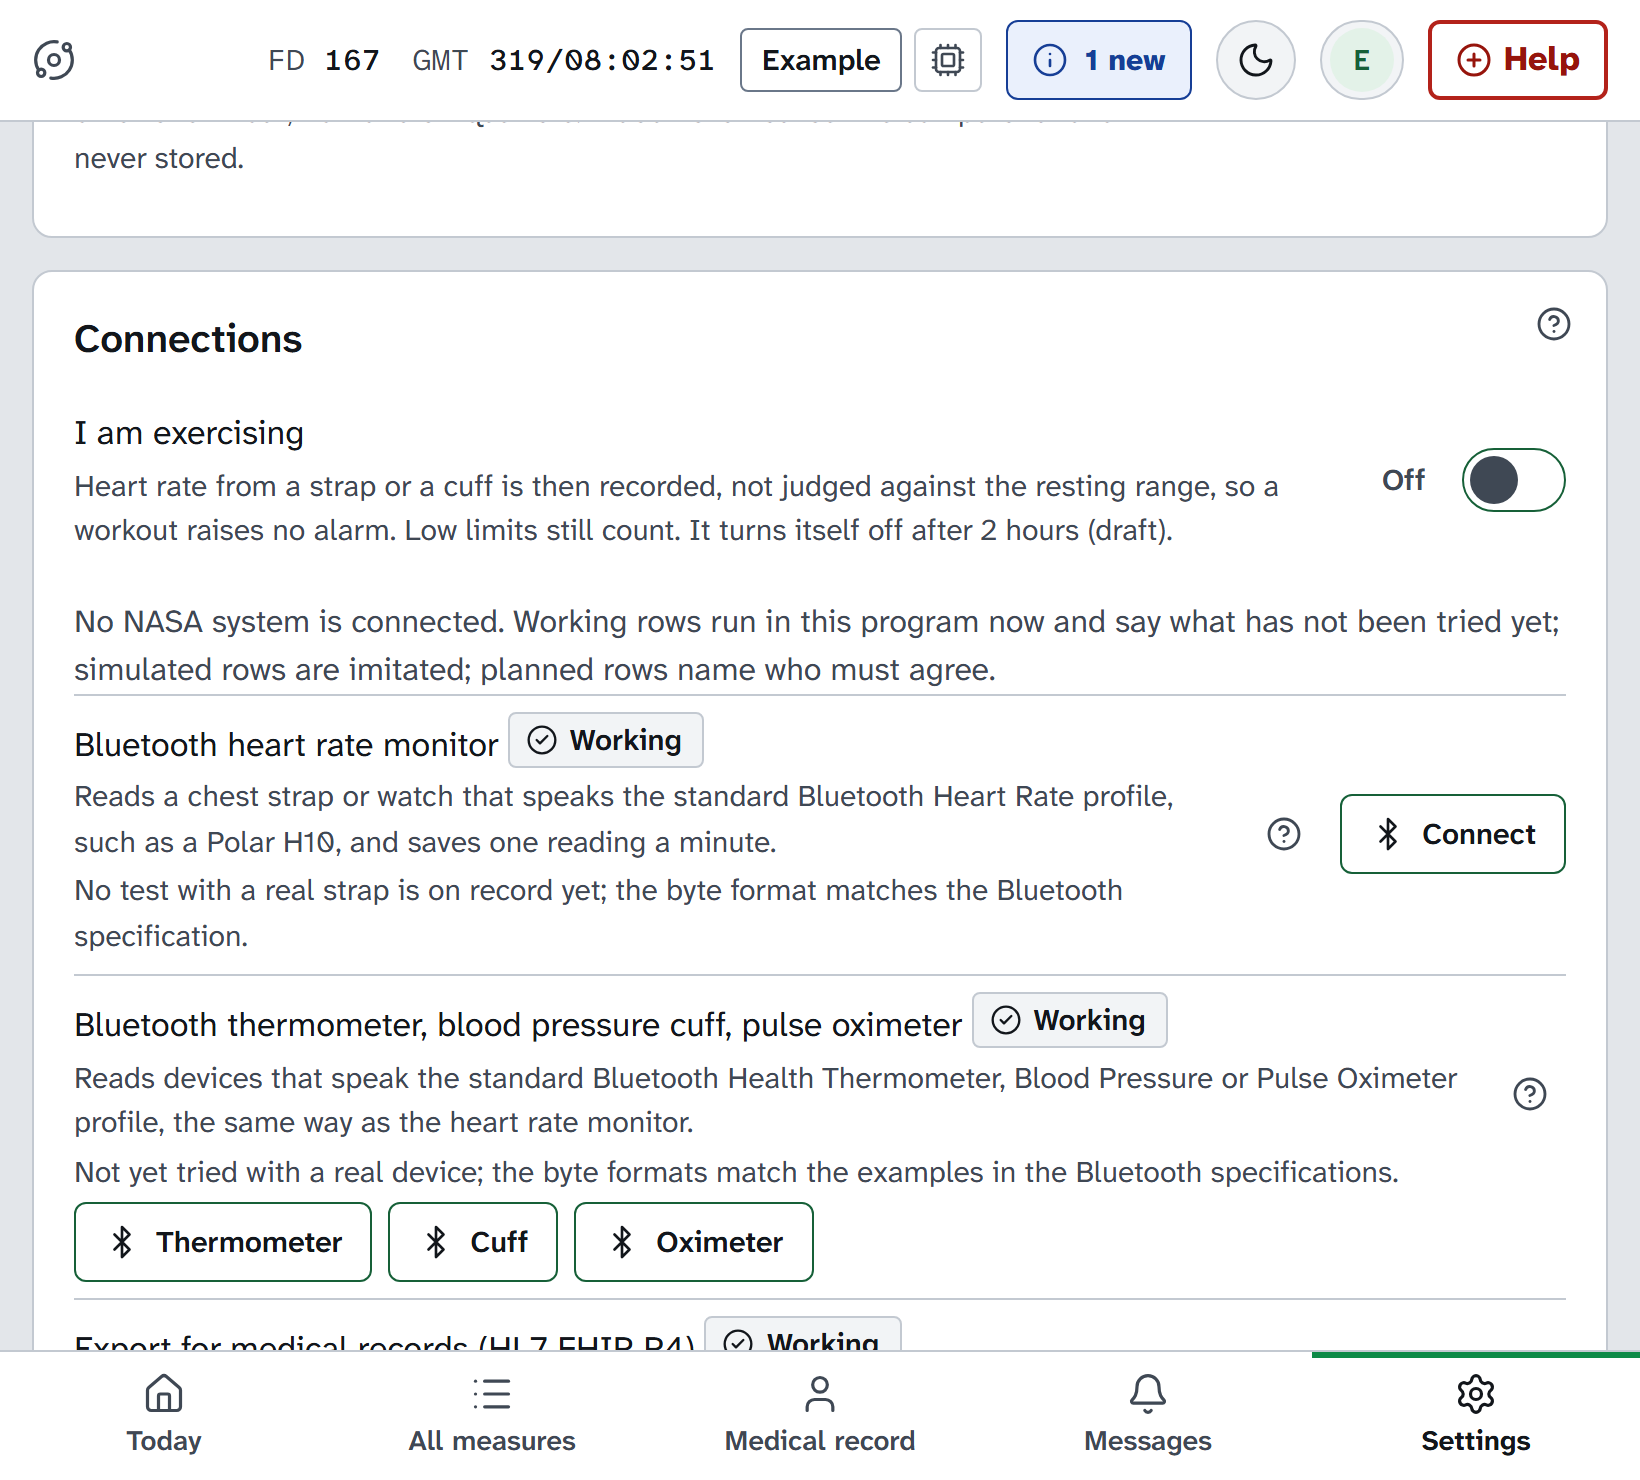 FD 167 GMT 319/08:02:51 Example 1 new E Help
never stored.
Connections
I am exercising
Heart rate from a strap or a cuff is then recorded, not judged against the resting range, so a
workout raises no alarm. Low limits still count. It turns itself off after 2 hours (draft).
Off
No NASA system is connected. Working rows run in this program now and say what has not been tried yet;
simulated rows are imitated; planned rows name who must agree.
Bluetooth heart rate monitor Working
Reads a chest strap or watch that speaks the standard Bluetooth Heart Rate profile,
such as a Polar H10, and saves one reading a minute.
No test with a real strap is on record yet; the byte format matches the Bluetooth
specification.
Connect
Bluetooth thermometer, blood pressure cuff, pulse oximeter Working
Reads devices that speak the standard Bluetooth Health Thermometer, Blood Pressure or Pulse Oximeter
profile, the same way as the heart rate monitor.
Not yet tried with a real device; the byte formats match the examples in the Bluetooth specifications.
Thermometer Cuff Oximeter
Export for medical records (HL7 FHIR R4) Working
Today All measures Medical record Messages Settings